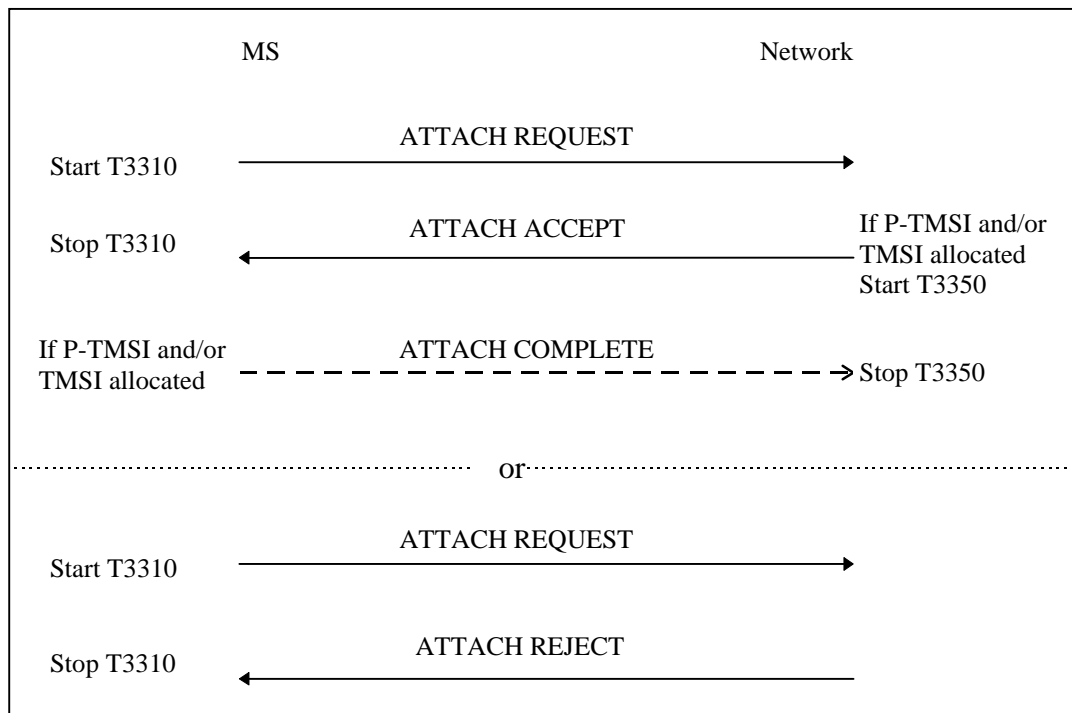 MS Network
ATTACH REQUEST
Start T3310
ATTACH ACCEPT
Stop T3310
If P-TMSI and/or
TMSI allocated
Start T3350
If P-TMSI and/or
TMSI allocated
ATTACH COMPLETE
Stop T3350
or
ATTACH REQUEST
Start T3310
ATTACH REJECT
Stop T3310